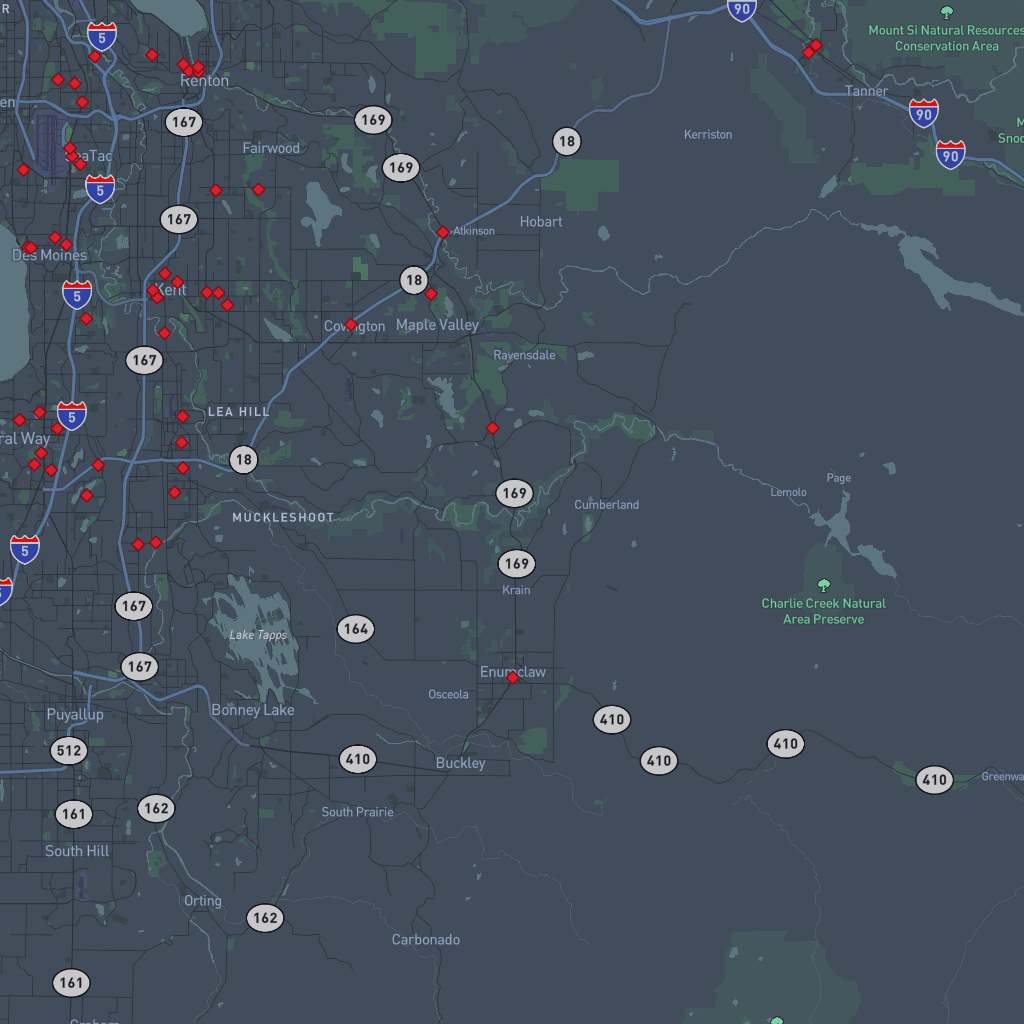 R
5
90
Mount Si Natural Resources
Conservation Area
Renton
en
Tanner
90
167
169
Fairwood
18
Kerriston
M
Snoo
SeaTac
169
90
5
167
Hobart
Atkinson
Des Moines
5
Kent
18
Covington
Maple Valley
167
Ravensdale
LEA HILL
5
ral Way
18
169
Page
Lemolo
Cumberland
MUCKLESHOOT
5
169
Krain
5
167
Charlie Creek Natural
Area Preserve
Lake Tapps
164
167
Enumclaw
Osceola
Puyallup
Bonney Lake
410
512
410
Buckley
410
410
410
Greenwa
161
162
South Prairie
South Hill
Orting
162
Carbonado
161
Graham